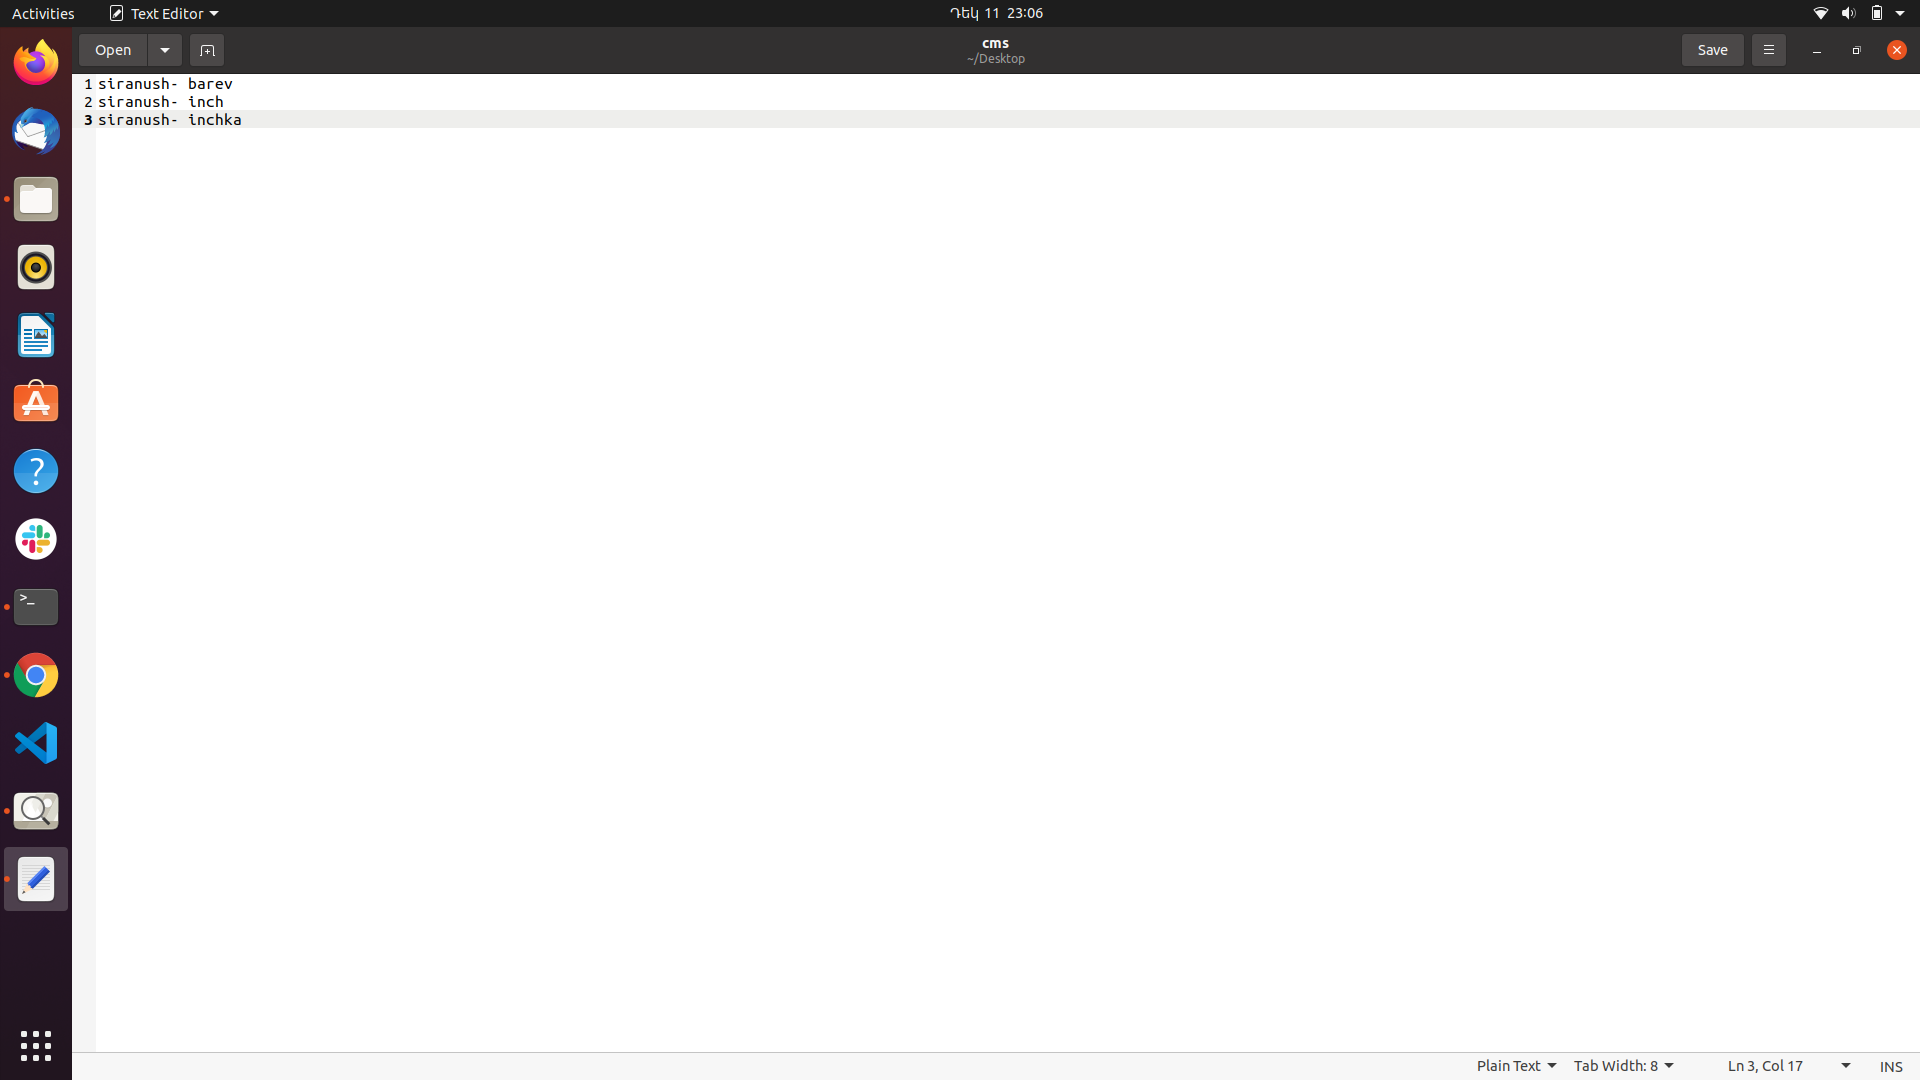 Activities Text Editor Դեկ 11 23:06
Open cms Save
~/Desktop
1 siranush- barev
2 siranush- inch
3 siranush- inchka
Plain Text Tab Width: 8 Ln 3, Col 17 INS